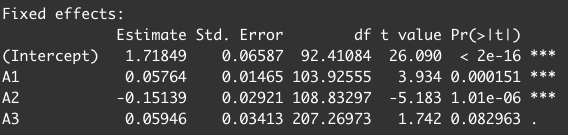 Fixed effects:
Estimate Std. Error df t value Pr(>|t|)
(Intercept) 1.71849 0.06587 92.41084 26.090 < 2e-16 ***
A1 0.05764 0.01465 103.92555 3.934 0.000151 ***
A2 -0.15139 0.02921 108.83297 -5.183 1.01e-06 ***
A3 0.05946 0.03413 207.26973 1.742 0.082963 .